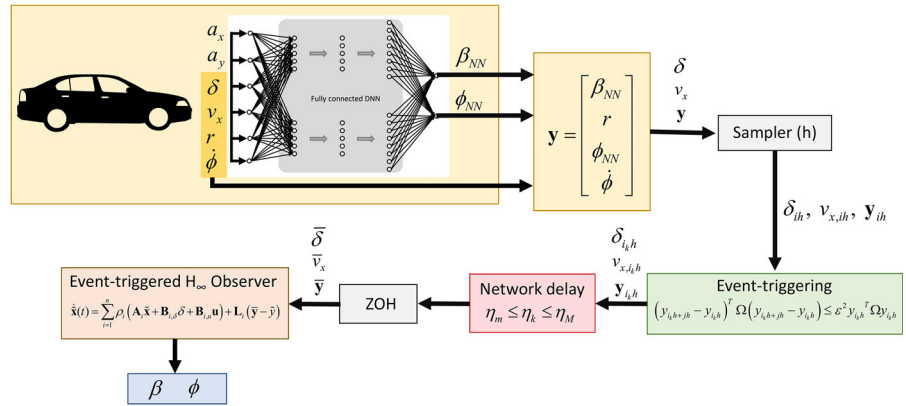 a_x
a_y
δ
v_x
r
φ̇
Fully connected DNN
β_NN
φ_NN
y = [β_NN
r
φ_NN
φ̇]
δ
v_x
y
Sampler (h)
δ_ih, v_x,ih, y_ih
Event-triggering
(y_{i_k h+jh} − y_{i_k h})^T Ω(y_{i_k h+jh} − y_{i_k h}) ≤ ε² y_{i_k h}^T Ω y_{i_k h}
δ_{i_k h}
v_{x,i_k h}
y_{i_k h}
Network delay
η_m ≤ η_k ≤ η_M
ZOH
δ̅
v̅_x
y̅
Event-triggered H_∞ Observer
x̃̇(t) = ∑_{i=1}^{n} ρ_i(A_i x̃ + B_{i,δ} δ + B_{i,u} u) + L_i(y̅ − ỹ)
β φ